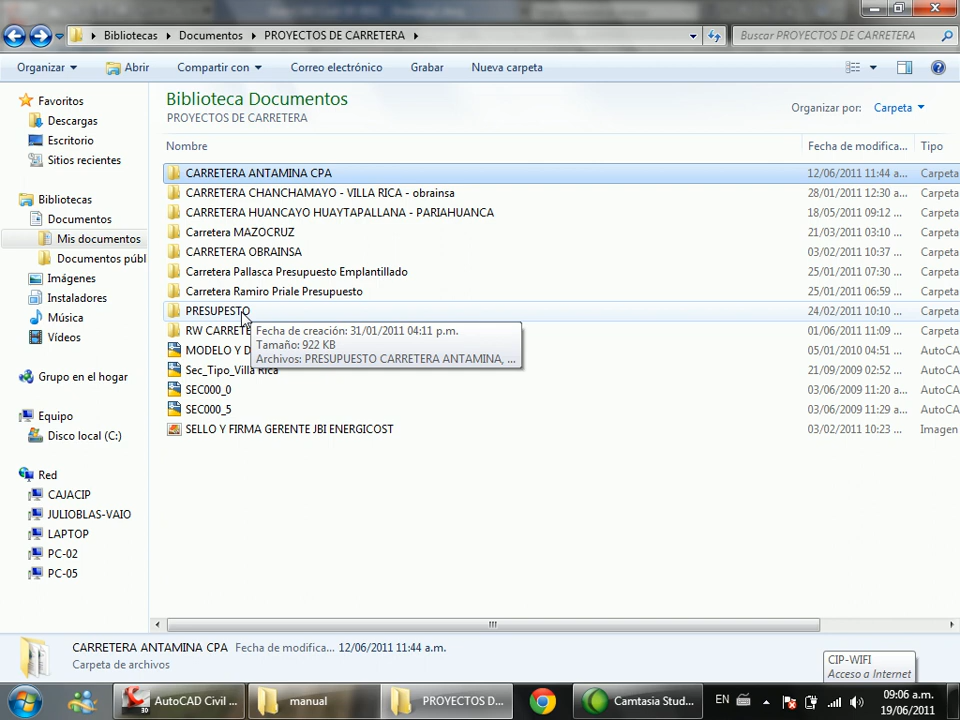 Bibliotecas ▸ Documentos ▸ PROYECTOS DE CARRETERA ▸
Buscar PROYECTOS DE CARRETERA
Organizar Abrir Compartir con Correo electrónico Grabar Nueva carpeta
Favoritos
Descargas
Escritorio
Sitios recientes
Bibliotecas
Documentos
Mis documentos
Documentos públ
Imágenes
Instaladores
Música
Vídeos
Grupo en el hogar
Equipo
Disco local (C:)
Red
CAJACIP
JULIOBLAS-VAIO
LAPTOP
PC-02
PC-05
Biblioteca Documentos
PROYECTOS DE CARRETERA
Organizar por: Carpeta
Nombre Fecha de modifica... Tipo
CARRETERA ANTAMINA CPA 12/06/2011 11:44 a... Carpeta
CARRETERA CHANCHAMAYO - VILLA RICA - obrainsa 28/01/2011 12:30 a... Carpeta
CARRETERA HUANCAYO HUAYTAPALLANA - PARIAHUANCA 18/05/2011 09:12 ... Carpeta
Carretera MAZOCRUZ 21/03/2011 03:10 ... Carpeta
CARRETERA OBRAINSA 03/02/2011 10:37 ... Carpeta
Carretera Pallasca Presupuesto Emplantillado 25/01/2011 07:30 ... Carpeta
Carretera Ramiro Priale Presupuesto 25/01/2011 06:59 ... Carpeta
PRESUPESTO 24/02/2011 10:10 ... Carpeta
RW CARRETE 01/06/2011 11:09 ... Carpeta
MODELO Y D 05/01/2010 04:51 ... AutoCA
Sec_Tipo_Villa Rica 21/09/2009 02:52 ... AutoCA
SEC000_0 03/06/2009 11:20 ... AutoCA
SEC000_5 03/06/2009 11:29 ... AutoCA
SELLO Y FIRMA GERENTE JBI ENERGICOST 03/02/2011 10:23 ... Imagen
Fecha de creación: 31/01/2011 04:11 p.m.
Tamaño: 922 KB
Archivos: PRESUPUESTO CARRETERA ANTAMINA, ...
CARRETERA ANTAMINA CPA Fecha de modifica... 12/06/2011 11:44 a.m.
Carpeta de archivos
CIP-WIFI
Acceso a Internet
AutoCAD Civil ... manual PROYECTOS D... Camtasia Stud... EN
09:06 a.m.
19/06/2011